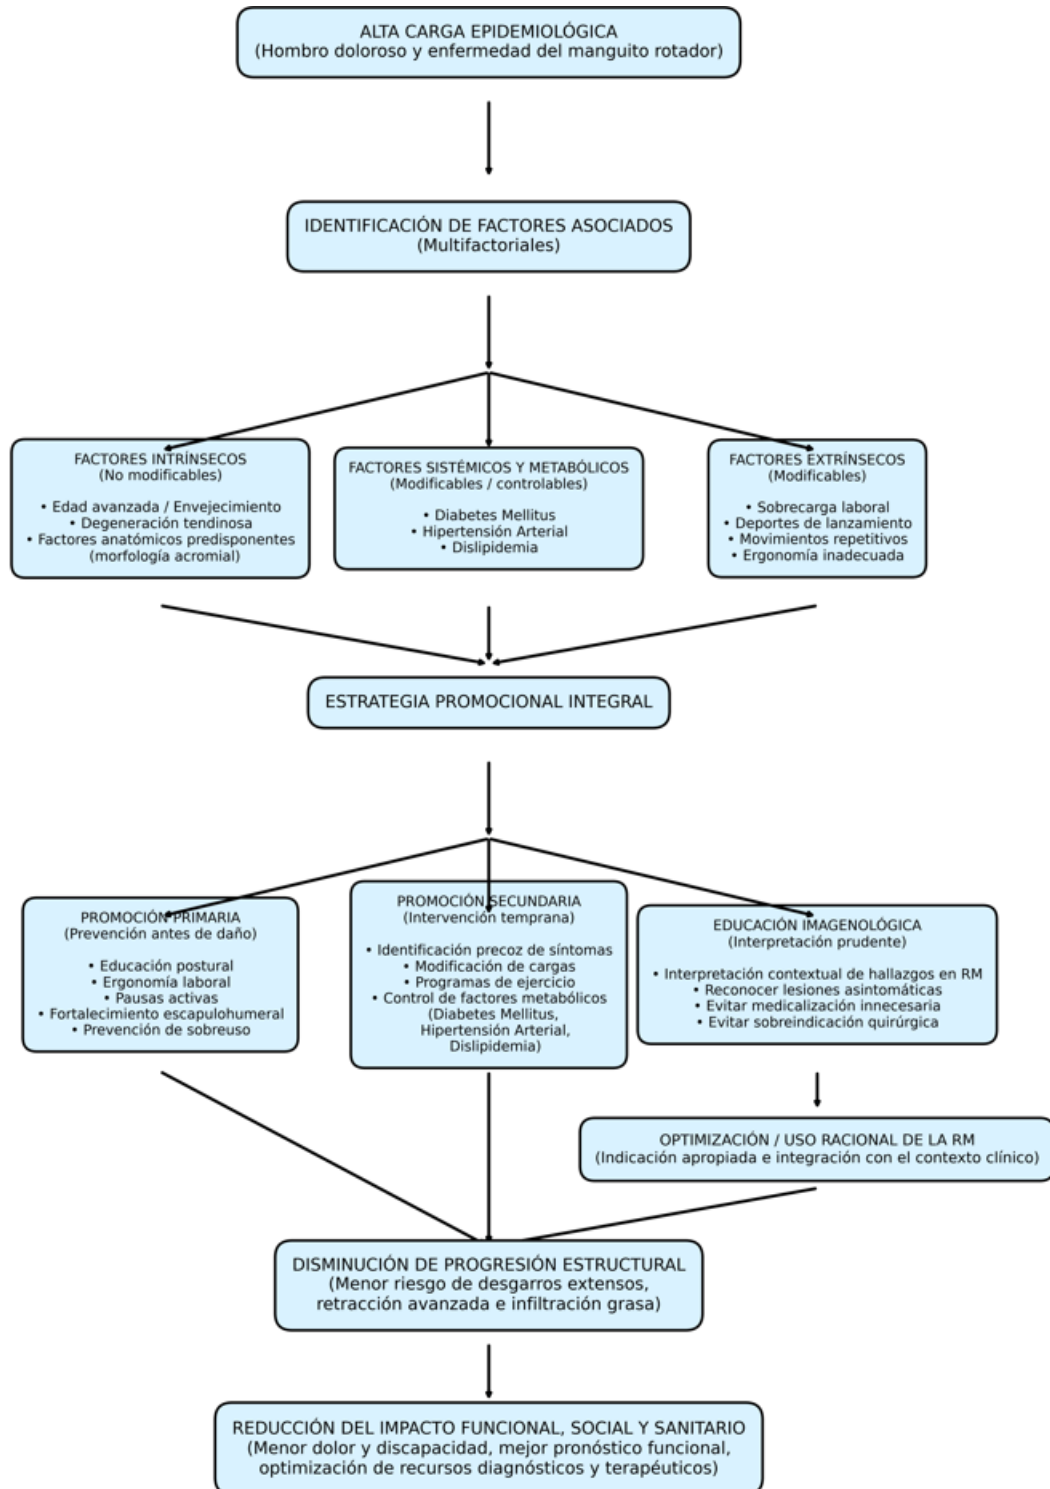 ALTA CARGA EPIDEMIOLÓGICA
(Hombro doloroso y enfermedad del manguito rotador)
IDENTIFICACIÓN DE FACTORES ASOCIADOS
(Multifactoriales)
FACTORES INTRÍNSECOS
(No modificables)
• Edad avanzada / Envejecimiento
• Degeneración tendinosa
• Factores anatómicos predisponentes
(morfología acromial)
FACTORES SISTÉMICOS Y METABÓLICOS
(Modificables / controlables)
• Diabetes Mellitus
• Hipertensión Arterial
• Dislipidemia
FACTORES EXTRÍNSECOS
(Modificables)
• Sobrecarga laboral
• Deportes de lanzamiento
• Movimientos repetitivos
• Ergonomía inadecuada
ESTRATEGIA PROMOCIONAL INTEGRAL
PROMOCIÓN PRIMARIA
(Prevención antes de daño)
• Educación postural
• Ergonomía laboral
• Pausas activas
• Fortalecimiento escapulohumeral
• Prevención de sobreuso
PROMOCIÓN SECUNDARIA
(Intervención temprana)
• Identificación precoz de síntomas
• Modificación de cargas
• Programas de ejercicio
• Control de factores metabólicos
(Diabetes Mellitus,
Hipertensión Arterial,
Dislipidemia)
EDUCACIÓN IMAGENOLÓGICA
(Interpretación prudente)
• Interpretación contextual de hallazgos en RM
• Reconocer lesiones asintomáticas
• Evitar medicalización innecesaria
• Evitar sobreindicación quirúrgica
OPTIMIZACIÓN / USO RACIONAL DE LA RM
(Indicación apropiada e integración con el contexto clínico)
DISMINUCIÓN DE PROGRESIÓN ESTRUCTURAL
(Menor riesgo de desgarros extensos,
retracción avanzada e infiltración grasa)
REDUCCIÓN DEL IMPACTO FUNCIONAL, SOCIAL Y SANITARIO
(Menor dolor y discapacidad, mejor pronóstico funcional,
optimización de recursos diagnósticos y terapéuticos)